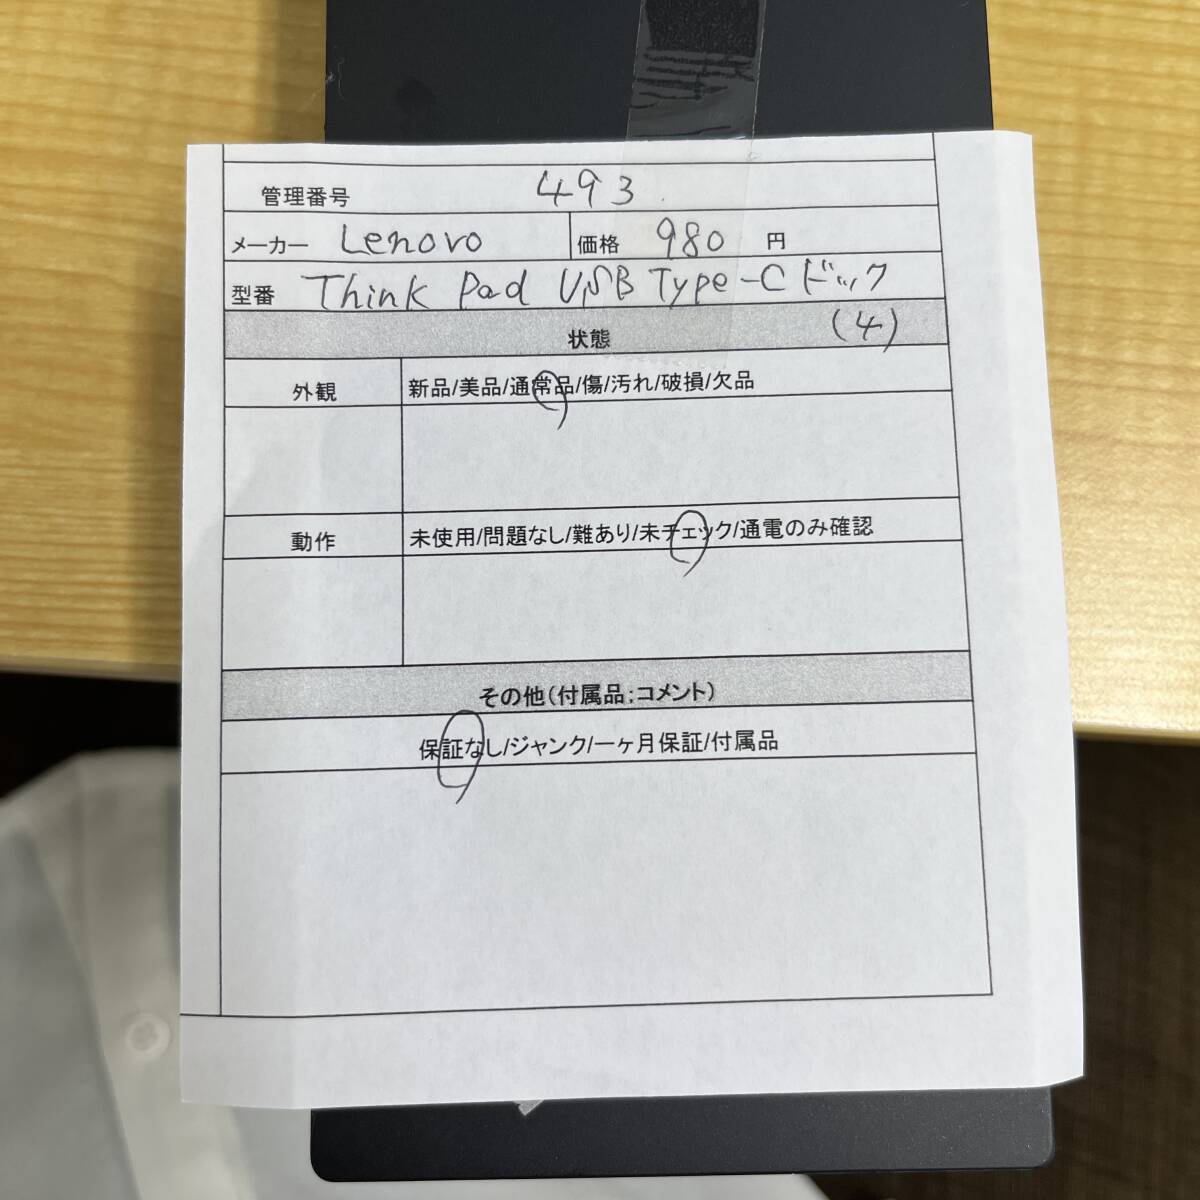 管理番号 493
メーカー Lenovo 価格 980 円
型番 ThinkPad USB Type-C ドック
状態 (4)
外観 新品/美品/通常品/傷/汚れ/破損/欠品
動作 未使用/問題なし/難あり/未チェック/通電のみ確認
その他(付属品;コメント)
保証なし/ジャンク/一ヶ月保証/付属品